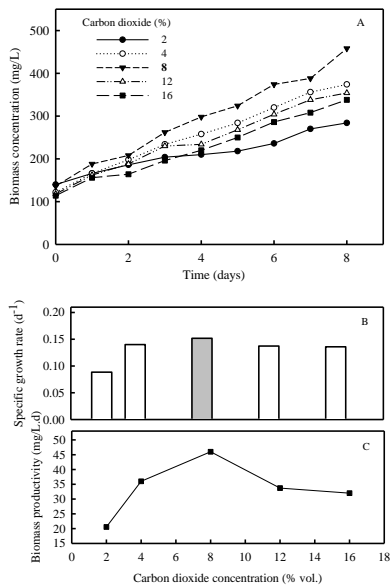 A
Carbon dioxide (%)
2
4
8
12
16
500
400
300
200
100
0
Biomass concentration (mg/L)
0 2 4 6 8
Time (days)
B
0.20
0.15
0.10
0.05
0.00
Specific growth rate (d⁻¹)
C
50
45
40
35
30
25
20
15
Biomass productivity (mg/L.d)
0 2 4 6 8 10 12 14 16 18
Carbon dioxide concentration (% vol.)